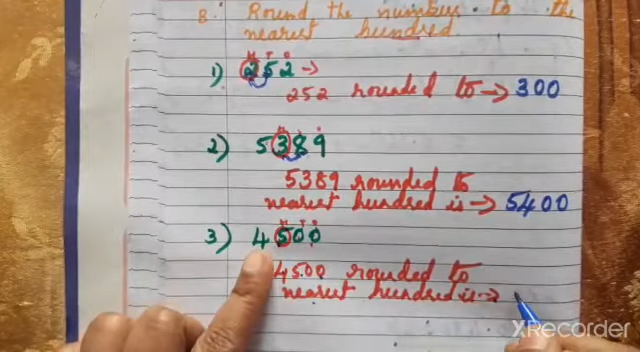 8. Round the number to the
nearest hundred
H T O
1) 252 →
252 rounded to → 300
2) 5389
5389 rounded to
nearest hundred is → 5400
H T O
3) 4500
4500 rounded to
nearest hundred is →
XRecorder